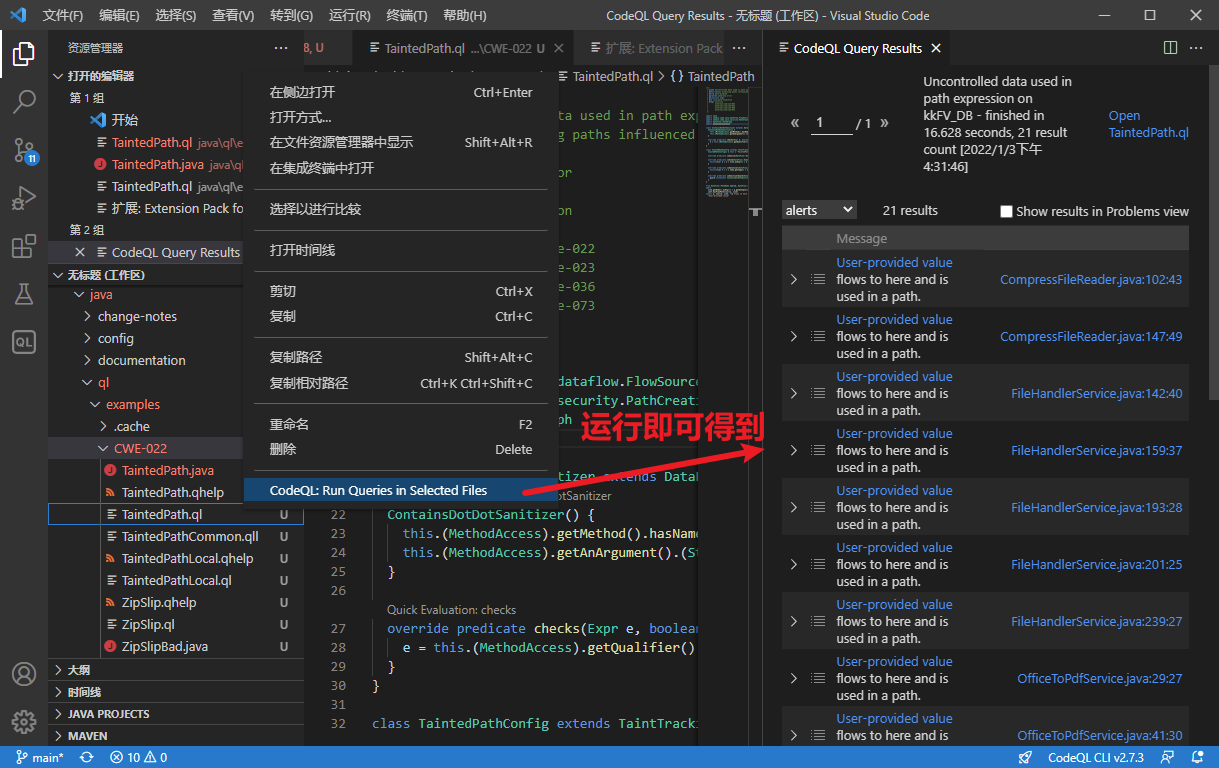 文件(F) 编辑(E) 选择(S) 查看(V) 转到(G) 运行(R) 终端(T) 帮助(H) CodeQL Query Results - 无标题 (工作区) - Visual Studio Code
资源管理器
打开的编辑器
第 1 组
开始
TaintedPath.ql java\ql\e
TaintedPath.java java\ql\e
TaintedPath.ql java\ql\e
扩展: Extension Pack fo
第 2 组
CodeQL Query Results
无标题 (工作区)
java
change-notes
config
documentation
ql
examples
.cache
CWE-022
TaintedPath.java
TaintedPath.qhelp
TaintedPath.ql U
TaintedPathCommon.qll U
TaintedPathLocal.qhelp U
TaintedPathLocal.ql U
ZipSlip.qhelp U
ZipSlip.ql U
ZipSlipBad.java U
大纲
时间线
JAVA PROJECTS
MAVEN
11
QL
在侧边打开 Ctrl+Enter
打开方式...
在文件资源管理器中显示 Shift+Alt+R
在集成终端中打开
选择以进行比较
打开时间线
剪切 Ctrl+X
复制 Ctrl+C
复制路径 Shift+Alt+C
复制相对路径 Ctrl+K Ctrl+Shift+C
重命名 F2
删除 Delete
CodeQL: Run Queries in Selected Files
8, U TaintedPath.ql ...\CWE-022 U 扩展: Extension Pack
TaintedPath.ql > {} TaintedPath
ta used in path exp
g paths influenced
or
on
e-022
e-023
e-036
e-073
dataflow.FlowSource
security.PathCreati
ph
运行即可得到
tizer extends Data
otSanitizer
22 ContainsDotDotSanitizer() {
23 this.(MethodAccess).getMethod().hasNam
24 this.(MethodAccess).getAnArgument().(St
25 }
26
Quick Evaluation: checks
27 override predicate checks(Expr e, boolean
28 e = this.(MethodAccess).getQualifier()
29 }
30 }
31
32 class TaintedPathConfig extends TaintTracki
CodeQL Query Results
« 1 / 1 »
Uncontrolled data used in
path expression on
kkFV_DB - finished in
16.628 seconds, 21 result
count [2022/1/3下午
4:31:46]
Open
TaintedPath.ql
alerts 21 results Show results in Problems view
Message
User-provided value
flows to here and is
used in a path.
CompressFileReader.java:102:43
User-provided value
flows to here and is
used in a path.
CompressFileReader.java:147:49
User-provided value
flows to here and is
used in a path.
FileHandlerService.java:142:40
User-provided value
flows to here and is
used in a path.
FileHandlerService.java:159:37
User-provided value
flows to here and is
used in a path.
FileHandlerService.java:193:28
User-provided value
flows to here and is
used in a path.
FileHandlerService.java:201:25
User-provided value
flows to here and is
used in a path.
FileHandlerService.java:239:27
User-provided value
flows to here and is
used in a path.
OfficeToPdfService.java:29:27
User-provided value
flows to here and is
OfficeToPdfService.java:41:30
main* 10 0 CodeQL CLI v2.7.3